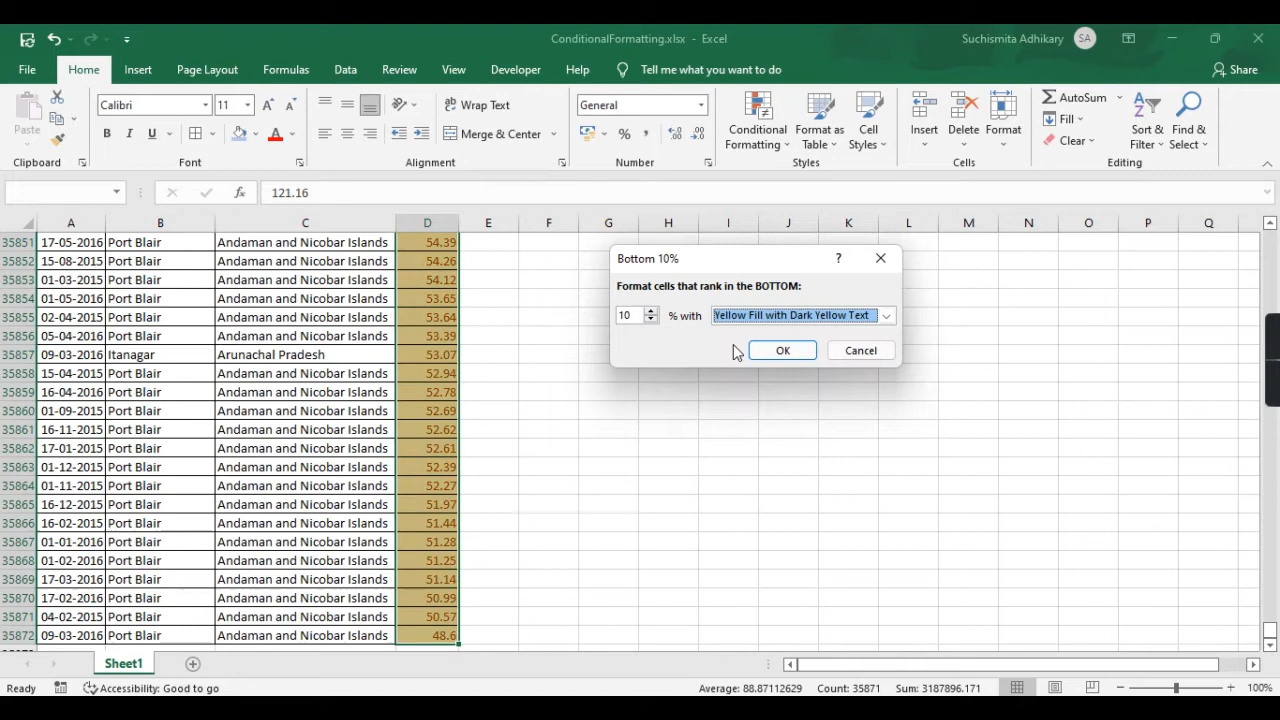 ConditionalFormatting.xlsx - Excel
Suchismita Adhikary SA
File Home Insert Page Layout Formulas Data Review View Developer Help Tell me what you want to do Share
Paste
Calibri 11 Wrap Text General
B I U Merge & Center
Conditional Formatting
Format as Table
Cell Styles
Insert Delete Format
AutoSum
Fill
Clear
Sort & Filter
Find & Select
Clipboard Font Alignment Number Styles Cells Editing
fx 121.16
A B C D E F G H I J K L M N O P Q
35851 17-05-2016 Port Blair Andaman and Nicobar Islands 54.39
35852 15-08-2015 Port Blair Andaman and Nicobar Islands 54.26
35853 01-03-2015 Port Blair Andaman and Nicobar Islands 54.12
35854 01-05-2016 Port Blair Andaman and Nicobar Islands 53.65
35855 02-04-2015 Port Blair Andaman and Nicobar Islands 53.64
35856 05-04-2016 Port Blair Andaman and Nicobar Islands 53.39
35857 09-03-2016 Itanagar Arunachal Pradesh 53.07
35858 15-04-2015 Port Blair Andaman and Nicobar Islands 52.94
35859 16-04-2016 Port Blair Andaman and Nicobar Islands 52.78
35860 01-09-2015 Port Blair Andaman and Nicobar Islands 52.69
35861 16-11-2015 Port Blair Andaman and Nicobar Islands 52.62
35862 17-01-2015 Port Blair Andaman and Nicobar Islands 52.61
35863 01-12-2015 Port Blair Andaman and Nicobar Islands 52.39
35864 01-11-2015 Port Blair Andaman and Nicobar Islands 52.27
35865 16-12-2015 Port Blair Andaman and Nicobar Islands 51.97
35866 16-02-2015 Port Blair Andaman and Nicobar Islands 51.44
35867 01-01-2016 Port Blair Andaman and Nicobar Islands 51.28
35868 01-02-2016 Port Blair Andaman and Nicobar Islands 51.25
35869 17-03-2016 Port Blair Andaman and Nicobar Islands 51.14
35870 17-02-2016 Port Blair Andaman and Nicobar Islands 50.99
35871 04-02-2015 Port Blair Andaman and Nicobar Islands 50.57
35872 09-03-2016 Port Blair Andaman and Nicobar Islands 48.6
Bottom 10% ?
Format cells that rank in the BOTTOM:
10 % with Yellow Fill with Dark Yellow Text
OK Cancel
Sheet1
Ready Accessibility: Good to go Average: 88.87112629 Count: 35871 Sum: 3187896.171 100%